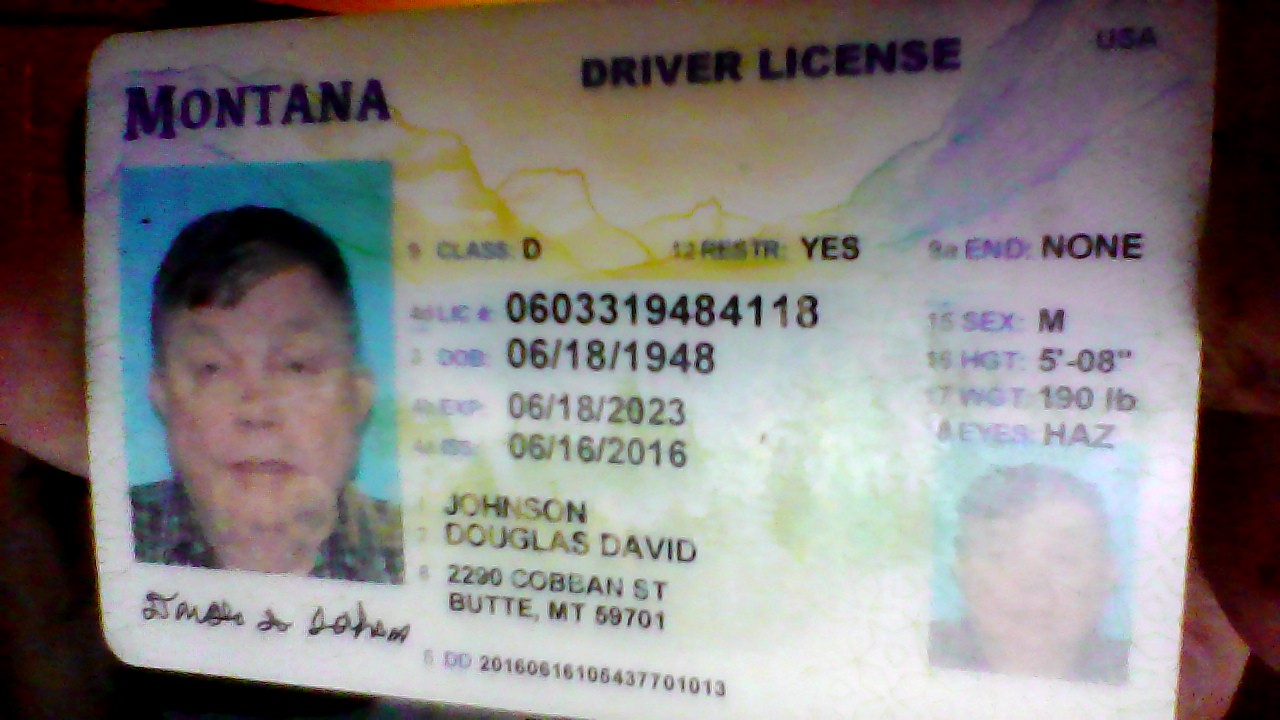 USA
DRIVER LICENSE
MONTANA
9 CLASS: D 12 RESTR: YES 9a END: NONE
4d LIC #: 0603319484118 15 SEX: M
3 DOB: 06/18/1948 16 HGT: 5'-08"
4b EXP: 06/18/2023 17 WGT: 190 lb
4a ISS: 06/16/2016 18 EYES: HAZ
1 JOHNSON
2 DOUGLAS DAVID
8 2290 COBBAN ST
BUTTE, MT 59701
5 DD 20160616105437701013